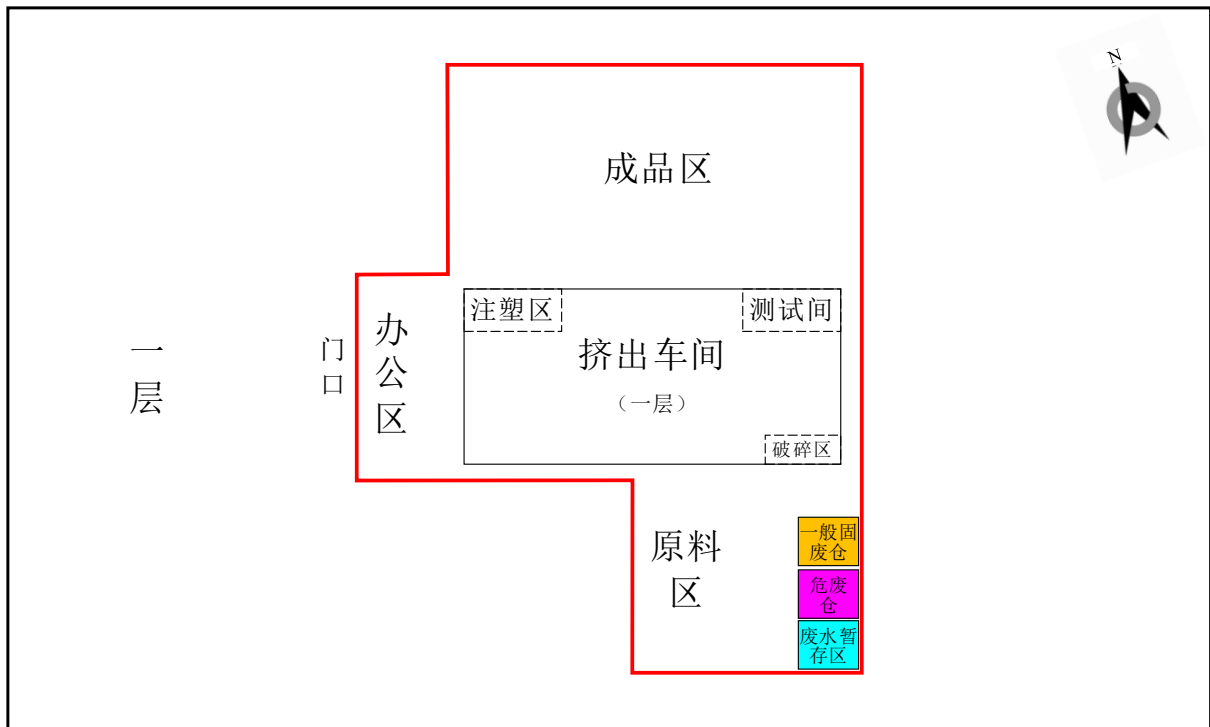 N
成品区
注塑区
测试间
挤出车间
（一层）
破碎区
办
公
区
门
口
一
层
原料
区
一般固
废仓
危废
仓
废水暂
存区